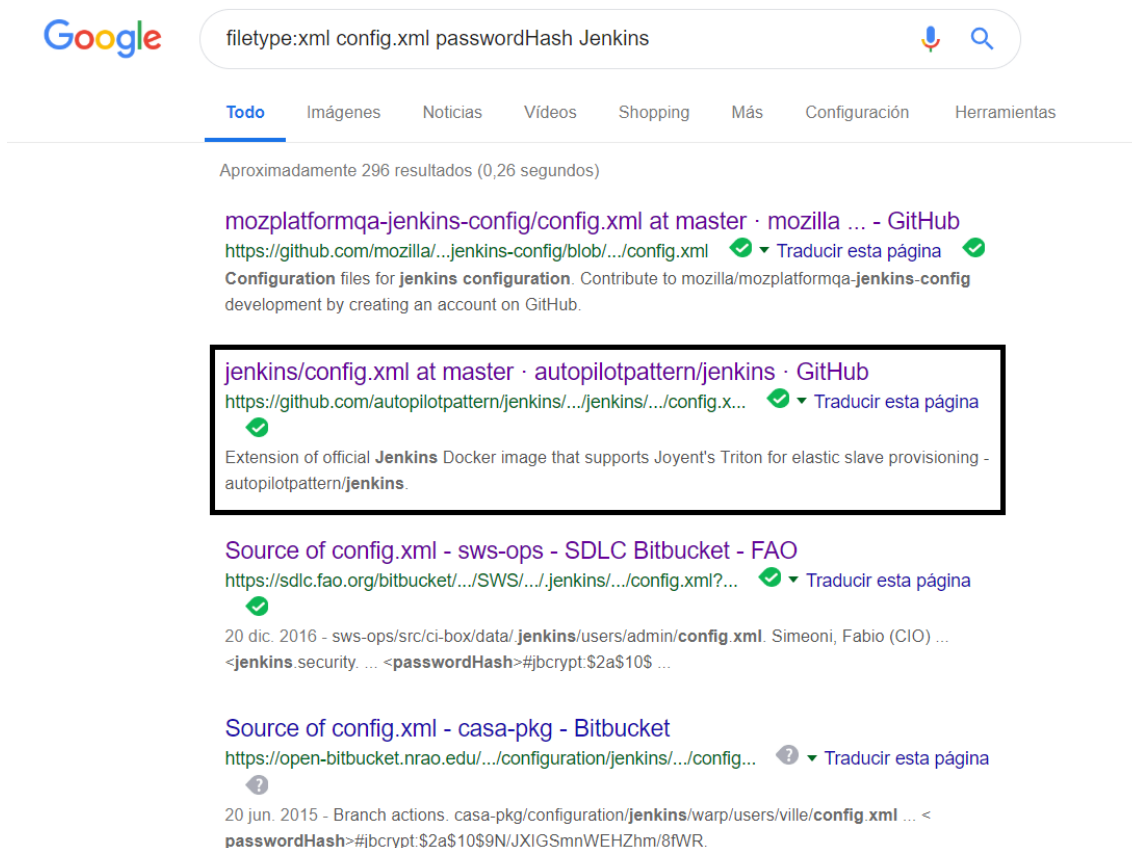 Google
filetype:xml config.xml passwordHash Jenkins
Todo Imágenes Noticias Vídeos Shopping Más Configuración Herramientas
Aproximadamente 296 resultados (0,26 segundos)
mozplatformqa-jenkins-config/config.xml at master · mozilla ... - GitHub
https://github.com/mozilla/...jenkins-config/blob/.../config.xml Traducir esta página
Configuration files for jenkins configuration. Contribute to mozilla/mozplatformqa-jenkins-config
development by creating an account on GitHub.
jenkins/config.xml at master · autopilotpattern/jenkins · GitHub
https://github.com/autopilotpattern/jenkins/.../jenkins/.../config.x... Traducir esta página
Extension of official Jenkins Docker image that supports Joyent's Triton for elastic slave provisioning -
autopilotpattern/jenkins.
Source of config.xml - sws-ops - SDLC Bitbucket - FAO
https://sdlc.fao.org/bitbucket/.../SWS/.../.jenkins/.../config.xml?... Traducir esta página
20 dic. 2016 - sws-ops/src/ci-box/data/.jenkins/users/admin/config.xml. Simeoni, Fabio (CIO) ...
<jenkins.security. ... <passwordHash>#jbcrypt:$2a$10$ ...
Source of config.xml - casa-pkg - Bitbucket
https://open-bitbucket.nrao.edu/.../configuration/jenkins/.../config... Traducir esta página
20 jun. 2015 - Branch actions. casa-pkg/configuration/jenkins/warp/users/ville/config.xml ... <
passwordHash>#jbcrypt:$2a$10$9N/JXIGSmnWEHZhm/8fWR.